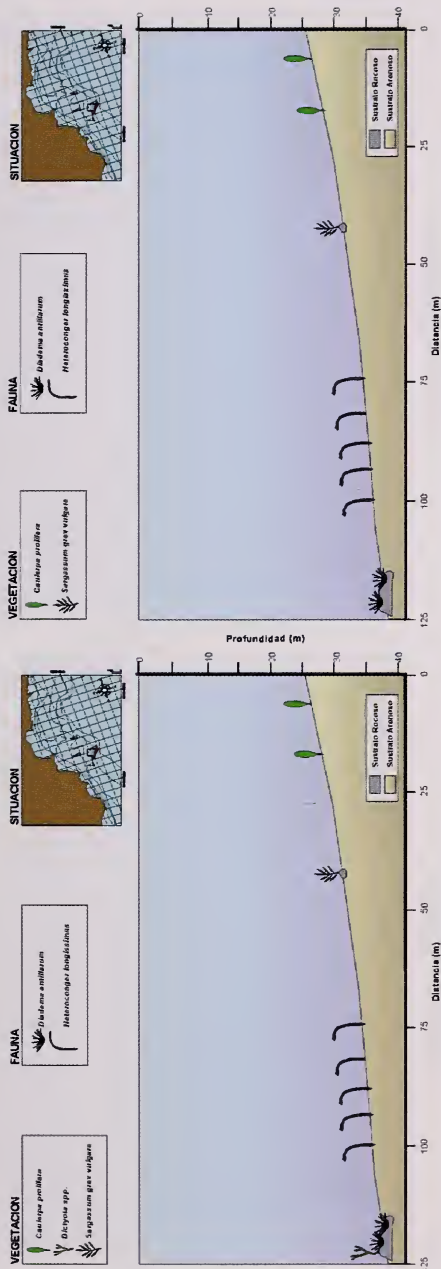 VEGETACION
Caulerpa prolifera
Sargassum grex vulgare
FAUNA
Diadema antillarum
Heteroconger longissimus
SITUACION
0
10
20
30
40
Profundidad (m)
125
100
75
50
25
0
Distancia (m)
Sustrato Rocoso
Sustrato Arenoso
VEGETACION
Caulerpa prolifera
Dictyota spp.
Sargassum grex vulgare
FAUNA
Diadema antillarum
Heteroconger longissimus
SITUACION
0
10
20
30
40
25
100
75
50
25
0
Distancia (m)
Sustrato Rocoso
Sustrato Arenoso